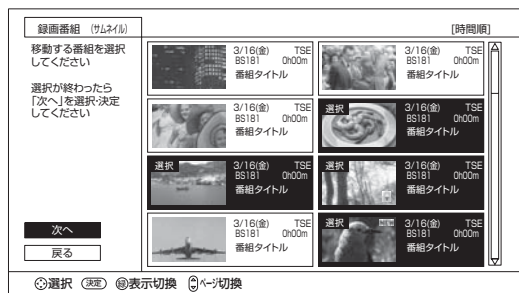 録画番組 (サムネイル)
[時間順]
移動する番組を選択
してください
選択が終わったら
「次へ」を選択・決定
してください
次へ
戻る
3/16(金) TSE
BS181 0h00m
番組タイトル
3/16(金) TSE
BS181 0h00m
番組タイトル
3/16(金) TSE
BS181 0h00m
番組タイトル
選択
3/16(金) TSE
BS181 0h00m
番組タイトル
選択
3/16(金) TSE
BS181 0h00m
番組タイトル
選択
3/16(金) TSE
BS181 0h00m
番組タイトル
3/16(金) TSE
BS181 0h00m
番組タイトル
選択 NEW
3/16(金) TSE
BS181 0h00m
番組タイトル
選択 決定 緑 表示切換 ページ切換